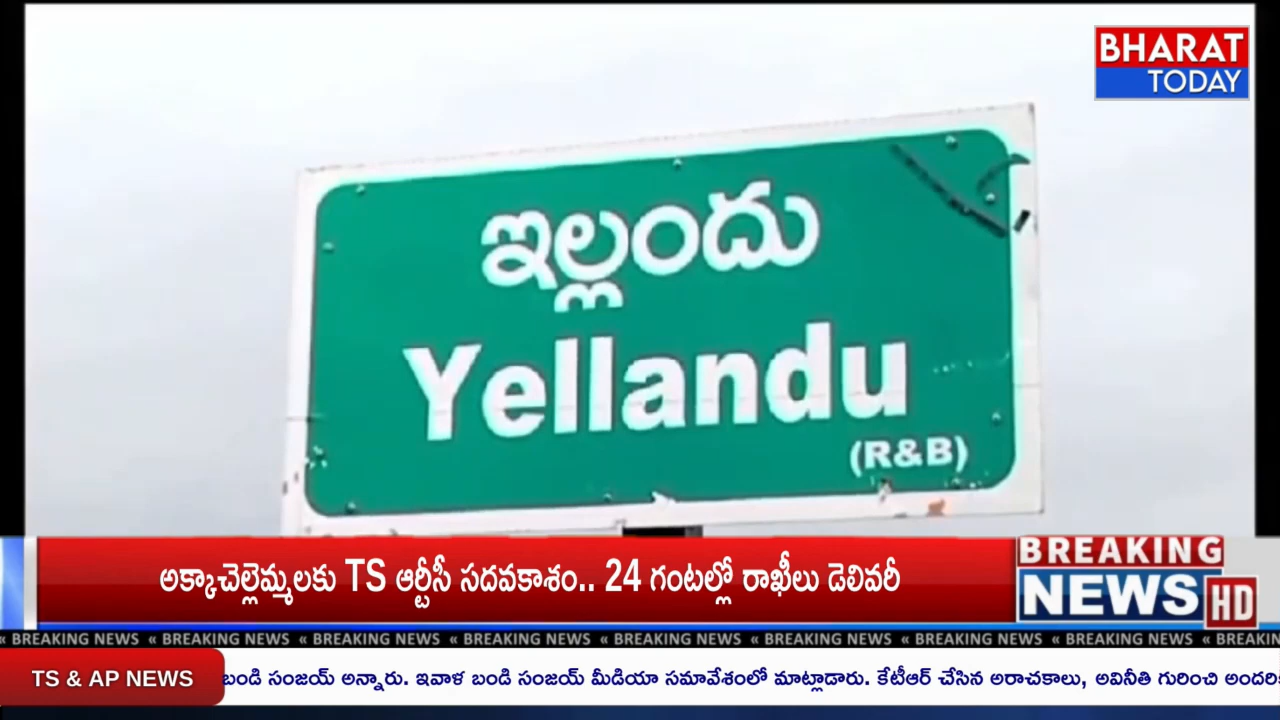 BHARAT
TODAY
ఇల్లందు
Yellandu
(R&B)
అక్కాచెల్లెమ్మలకు TS ఆర్టీసీ సదవకాశం.. 24 గంటల్లో రాఖీలు డెలివరీ
BREAKING
NEWS HD
« BREAKING NEWS « BREAKING NEWS « BREAKING NEWS « BREAKING NEWS « BREAKING NEWS « BREAKING NEWS « BREAKING NEWS « BREAKING NEWS « BREAKIN
TS & AP NEWS
బండి సంజయ్ అన్నారు. ఇవాళ బండి సంజయ్ మీడియా సమావేశంలో మాట్లాడారు. కేటీఆర్ చేసిన అరాచకాలు, అవినీతి గురించి